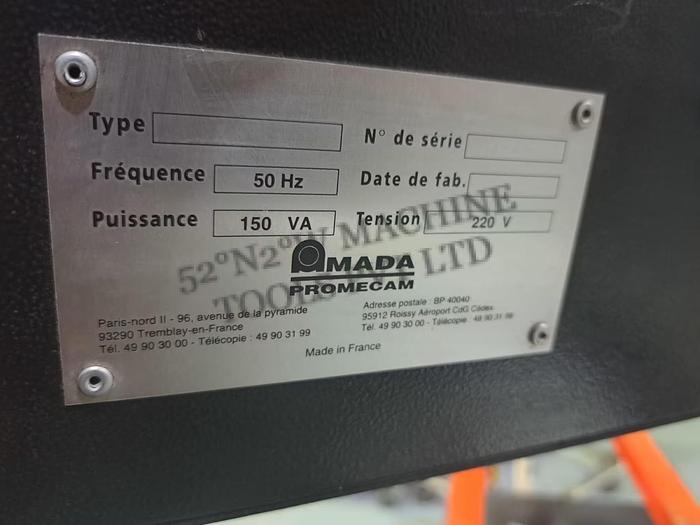 Type
N° de série
Fréquence 50 Hz
Date de fab.
Puissance 150 VA
Tension 220 V
52°N2°W MACHINE
TOOLS PVT LTD
AMADA
PROMECAM
Paris-nord II - 96, avenue de la pyramide
93290 Tremblay-en-France
Tél. 49 90 30 00 - Télécopie : 49 90 31 99
Adresse postale : BP 40040
95912 Roissy Aéroport CdG Cédex
Tél. 49 90 30 00 - Télécopie : 49 90 31 99
Made in France